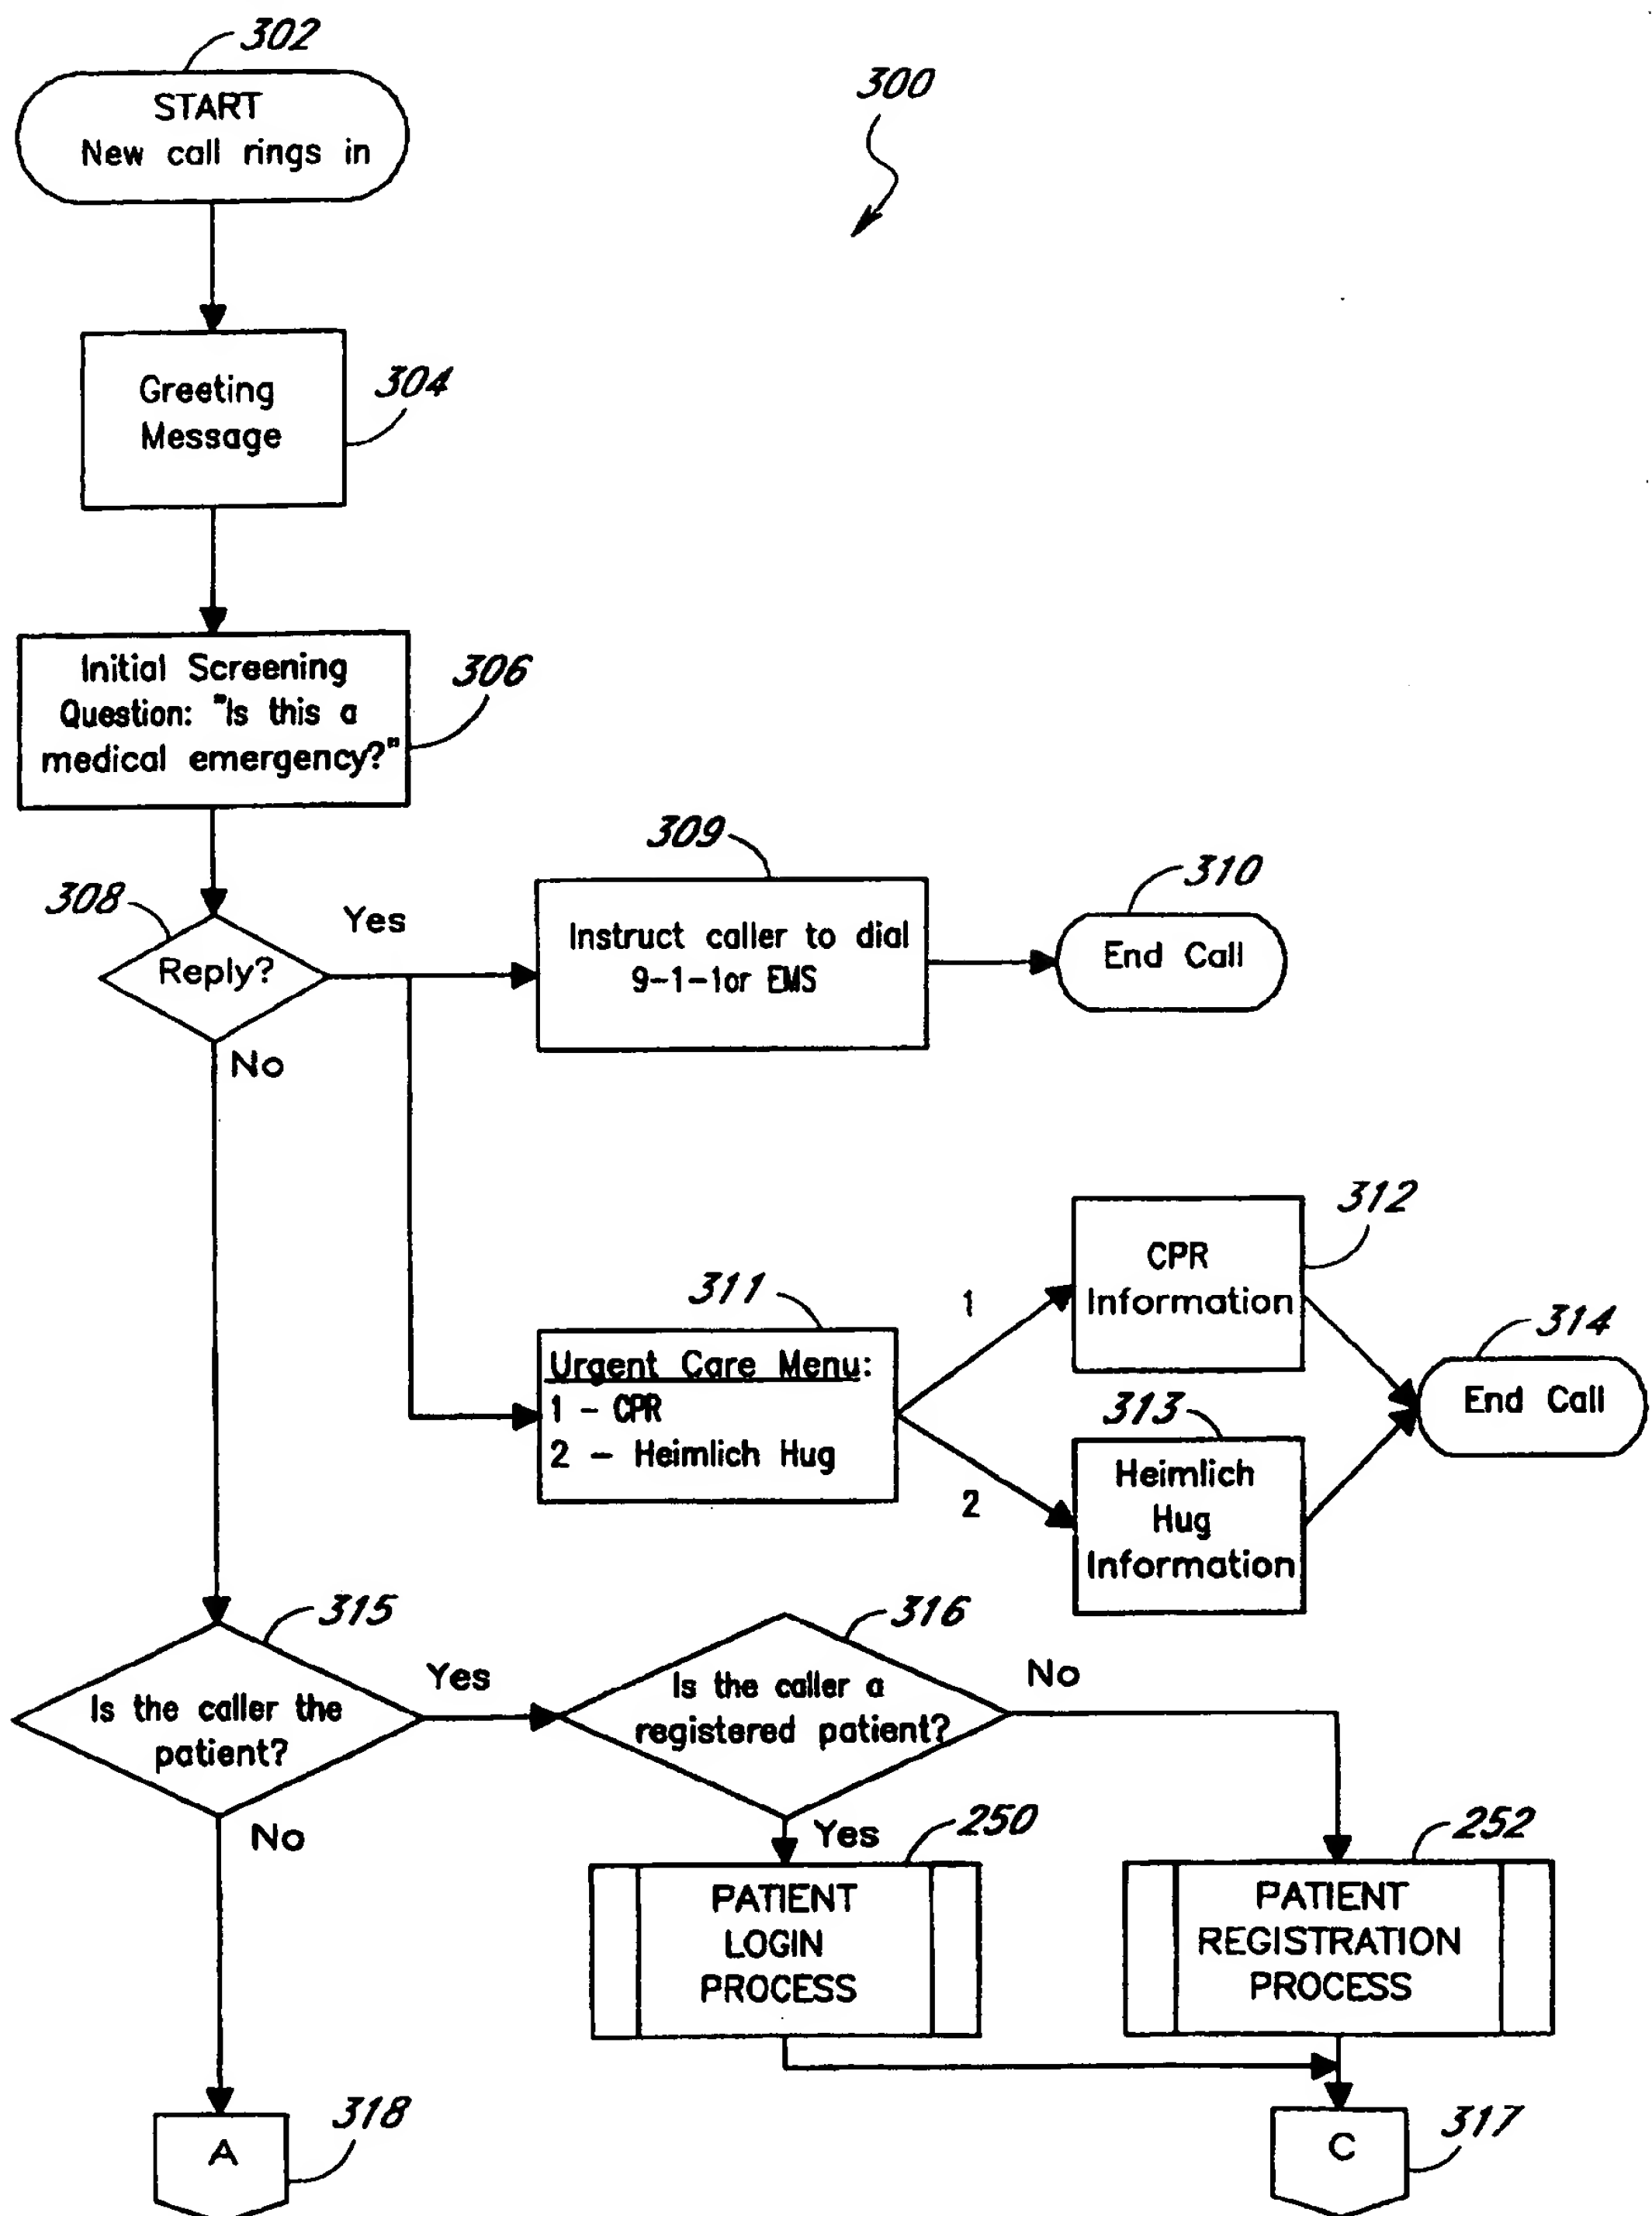 302
START
New call rings in
300
Greeting
Message
304
Initial Screening
Question: "Is this a
medical emergency?"
306
308
Reply?
Yes
No
309
Instruct caller to dial
9-1-1or EMS
310
End Call
311
Urgent Care Menu:
1 - CPR
2 - Heimlich Hug
1
2
312
CPR
Information
313
Heimlich
Hug
Information
314
End Call
315
Is the caller the
patient?
Yes
No
316
Is the caller a
registered patient?
No
Yes
250
PATIENT
LOGIN
PROCESS
252
PATIENT
REGISTRATION
PROCESS
A
318
C
317